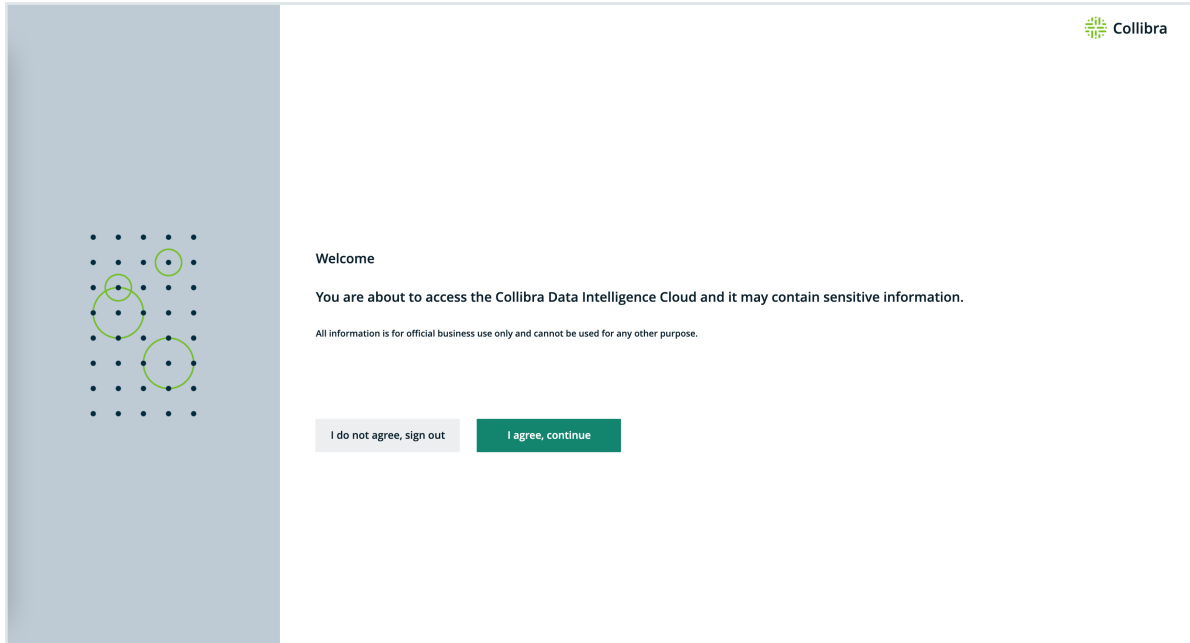 Collibra
Welcome
You are about to access the Collibra Data Intelligence Cloud and it may contain sensitive information.
All information is for official business use only and cannot be used for any other purpose.
I do not agree, sign out
I agree, continue